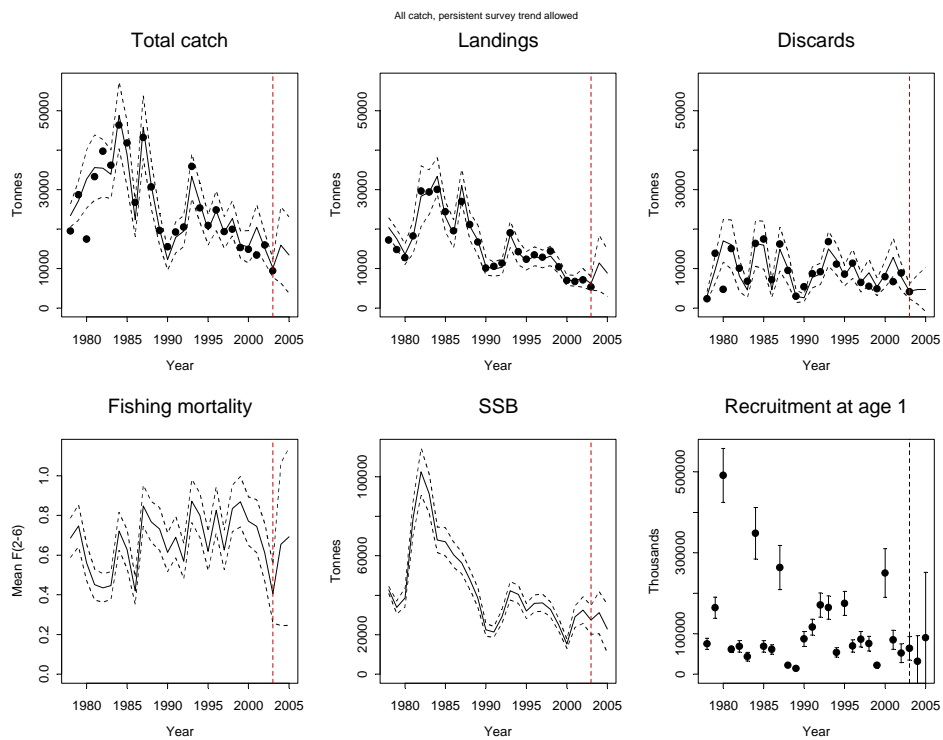 All catch, persistent survey trend allowed
Total catch
Landings
Discards
Tonnes
0 10000 30000 50000
1980 1985 1990 1995 2000 2005
Year
Tonnes
0 10000 30000 50000
1980 1985 1990 1995 2000 2005
Year
Tonnes
0 10000 30000 50000
1980 1985 1990 1995 2000 2005
Year
Fishing mortality
SSB
Recruitment at age 1
Mean F(2-6)
0.0 0.2 0.4 0.6 0.8 1.0
1980 1985 1990 1995 2000 2005
Year
Tonnes
0 20000 60000 100000
1980 1985 1990 1995 2000 2005
Year
Thousands
0 100000 300000 500000
1980 1985 1990 1995 2000 2005
Year